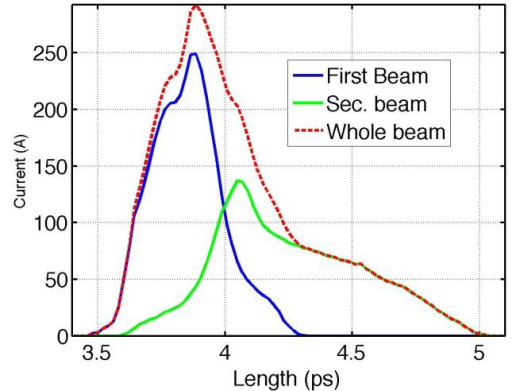 250
200
150
100
50
0
Current (A)
First Beam
Sec. beam
Whole beam
3.5 4 4.5 5
Length (ps)